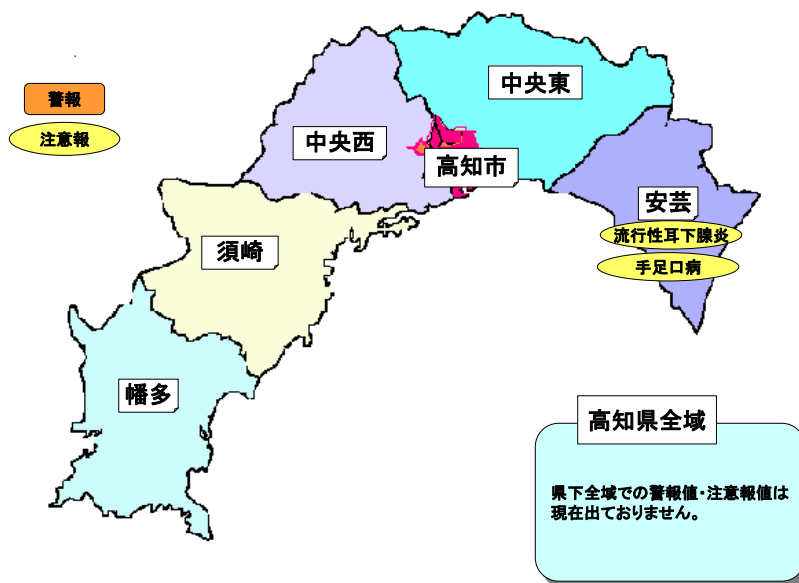 警報
注意報
中央東
中央西
高知市
安芸
流行性耳下腺炎
手足口病
須崎
幡多
高知県全域
県下全域での警報値・注意報値は
現在出ておりません。